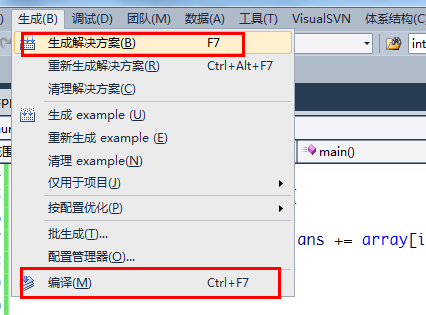 生成(B) 调试(D) 团队(M) 数据(A) 工具(T) VisualSVN 体系结构(C)
生成解决方案(B) F7
int
重新生成解决方案(R) Ctrl+Alt+F7
清理解决方案(C)
生成 example (U)
重新生成 example (E)
main()
清理 example(N)
仅用于项目(J)
按配置优化(P)
批生成(T)...
ans += array[i
配置管理器(O)...
编译(M) Ctrl+F7